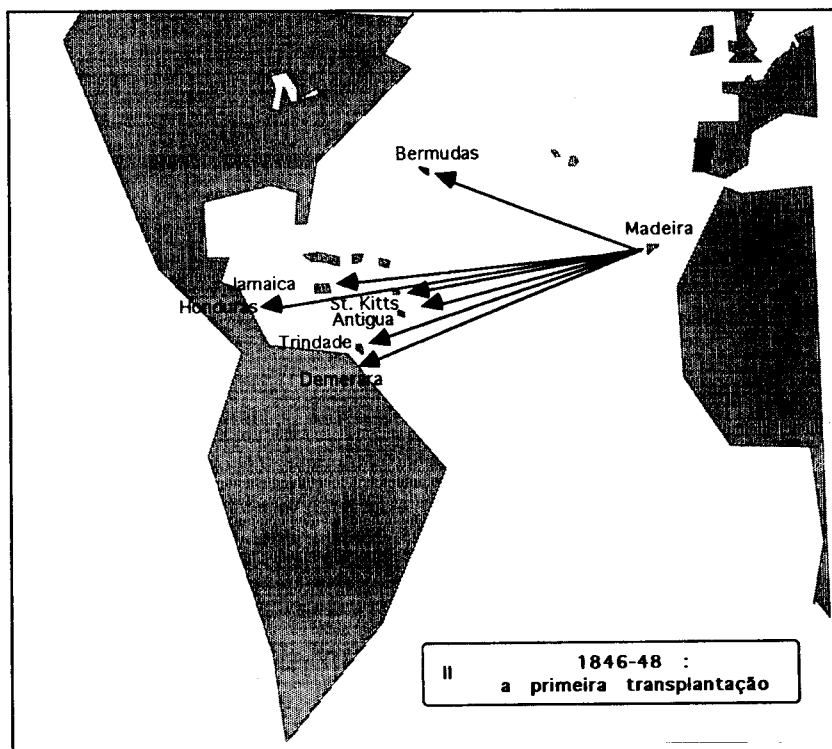 Bermudas
Madeira
Jamaica
Honduras
St. Kitts
Antigua
Trindade
Demerara
II
1846-48 :
a primeira transplantação